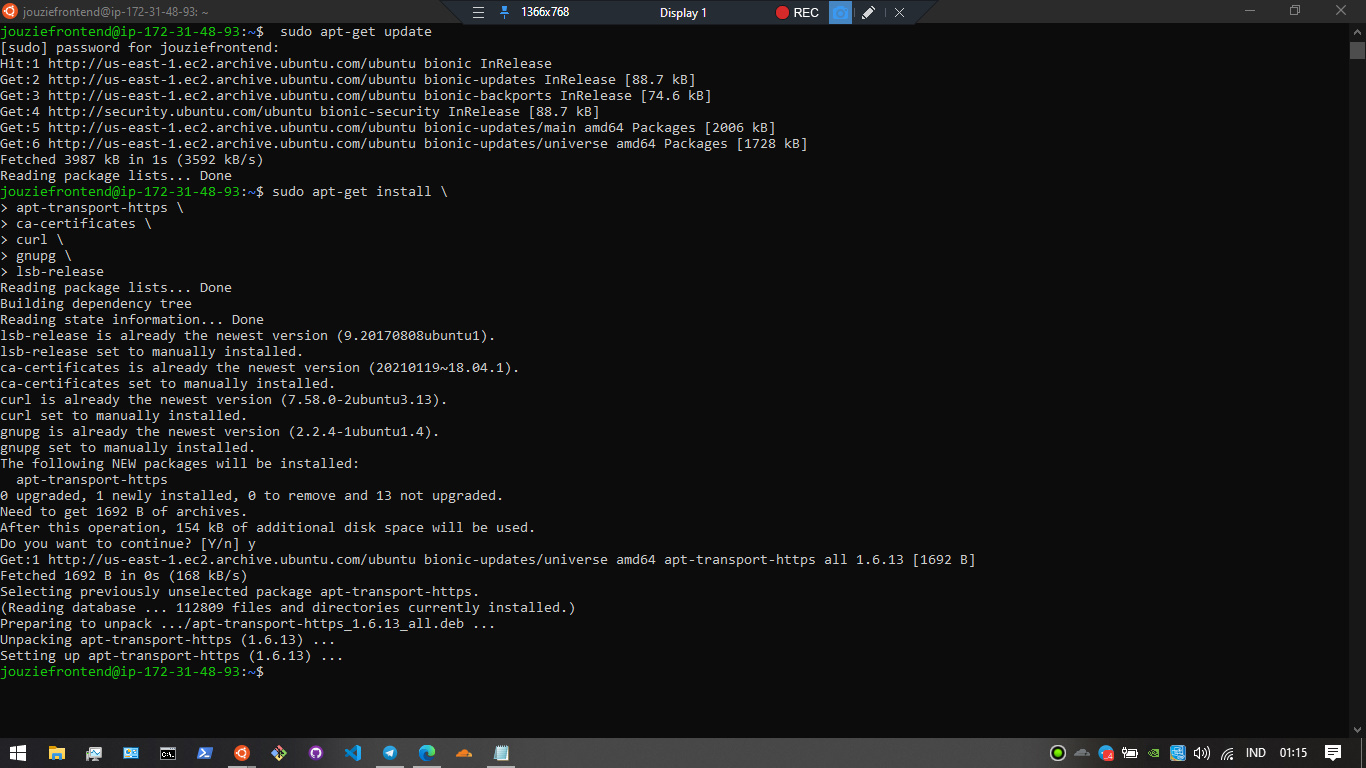 jouziefrontend@ip-172-31-48-93: ~
1366x768
Display 1
REC
jouziefrontend@ip-172-31-48-93:~$  sudo apt-get update
[sudo] password for jouziefrontend:
Hit:1 http://us-east-1.ec2.archive.ubuntu.com/ubuntu bionic InRelease
Get:2 http://us-east-1.ec2.archive.ubuntu.com/ubuntu bionic-updates InRelease [88.7 kB]
Get:3 http://us-east-1.ec2.archive.ubuntu.com/ubuntu bionic-backports InRelease [74.6 kB]
Get:4 http://security.ubuntu.com/ubuntu bionic-security InRelease [88.7 kB]
Get:5 http://us-east-1.ec2.archive.ubuntu.com/ubuntu bionic-updates/main amd64 Packages [2006 kB]
Get:6 http://us-east-1.ec2.archive.ubuntu.com/ubuntu bionic-updates/universe amd64 Packages [1728 kB]
Fetched 3987 kB in 1s (3592 kB/s)
Reading package lists... Done
jouziefrontend@ip-172-31-48-93:~$ sudo apt-get install \
> apt-transport-https \
> ca-certificates \
> curl \
> gnupg \
> lsb-release
Reading package lists... Done
Building dependency tree
Reading state information... Done
lsb-release is already the newest version (9.20170808ubuntu1).
lsb-release set to manually installed.
ca-certificates is already the newest version (20210119~18.04.1).
ca-certificates set to manually installed.
curl is already the newest version (7.58.0-2ubuntu3.13).
curl set to manually installed.
gnupg is already the newest version (2.2.4-1ubuntu1.4).
gnupg set to manually installed.
The following NEW packages will be installed:
  apt-transport-https
0 upgraded, 1 newly installed, 0 to remove and 13 not upgraded.
Need to get 1692 B of archives.
After this operation, 154 kB of additional disk space will be used.
Do you want to continue? [Y/n] y
Get:1 http://us-east-1.ec2.archive.ubuntu.com/ubuntu bionic-updates/universe amd64 apt-transport-https all 1.6.13 [1692 B]
Fetched 1692 B in 0s (168 kB/s)
Selecting previously unselected package apt-transport-https.
(Reading database ... 112809 files and directories currently installed.)
Preparing to unpack .../apt-transport-https_1.6.13_all.deb ...
Unpacking apt-transport-https (1.6.13) ...
Setting up apt-transport-https (1.6.13) ...
jouziefrontend@ip-172-31-48-93:~$
IND
01:15